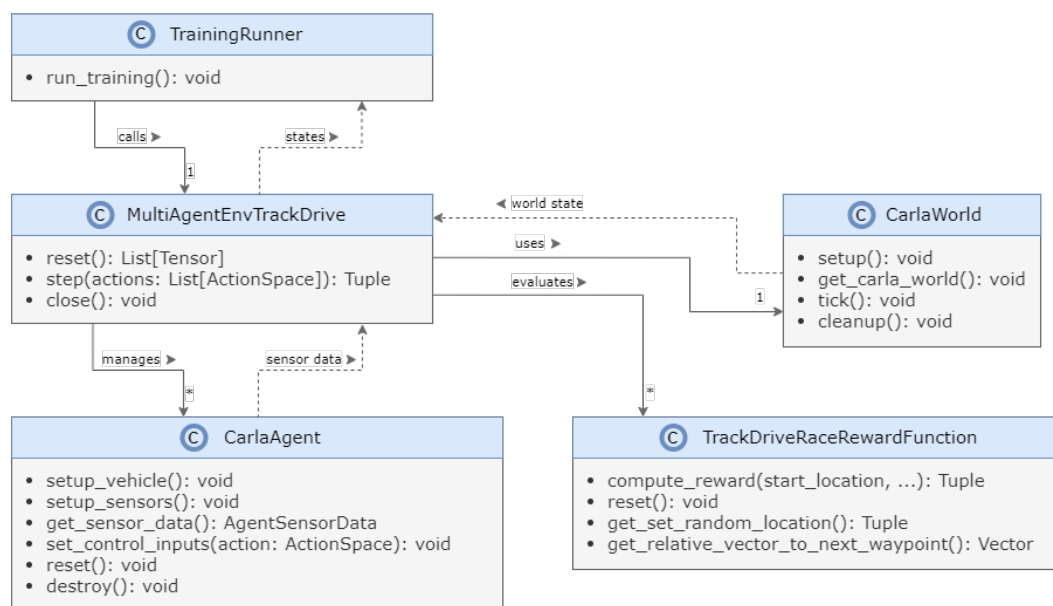 C TrainingRunner
• run_training(): void
calls ➤
states ➤
1
C MultiAgentEnvTrackDrive
• reset(): List[Tensor]
• step(actions: List[ActionSpace]): Tuple
• close(): void
⮜ world state
uses ➤
evaluates ➤
C CarlaWorld
• setup(): void
• get_carla_world(): void
• tick(): void
• cleanup(): void
1
manages ➤
sensor data ➤
*
*
C CarlaAgent
• setup_vehicle(): void
• setup_sensors(): void
• get_sensor_data(): AgentSensorData
• set_control_inputs(action: ActionSpace): void
• reset(): void
• destroy(): void
C TrackDriveRaceRewardFunction
• compute_reward(start_location, ...): Tuple
• reset(): void
• get_set_random_location(): Tuple
• get_relative_vector_to_next_waypoint(): Vector